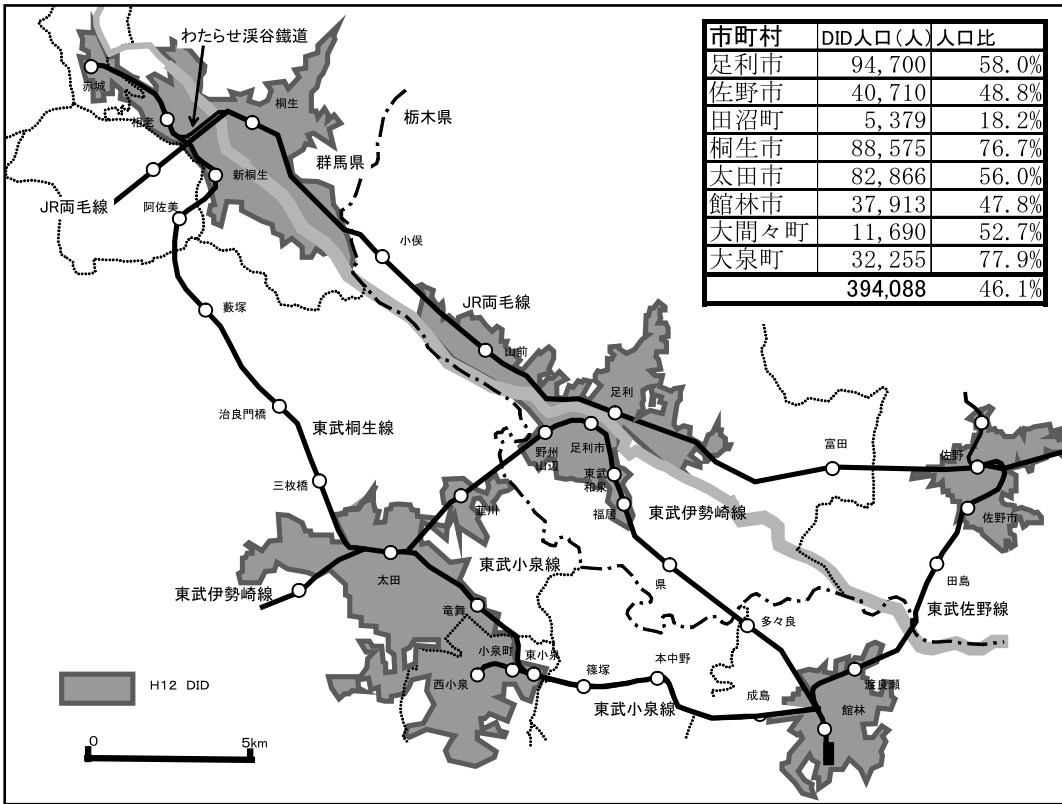 わたらせ渓谷鐵道
市町村 DID人口(人) 人口比
足利市 94,700 58.0%
佐野市 40,710 48.8%
田沼町 5,379 18.2%
桐生市 88,575 76.7%
太田市 82,866 56.0%
館林市 37,913 47.8%
大間々町 11,690 52.7%
大泉町 32,255 77.9%
394,088 46.1%
赤城
相老
桐生
栃木県
群馬県
新桐生
JR両毛線
阿佐美
小俣
JR両毛線
藪塚
山前
足利
治良門橋
東武桐生線
野州
山辺
足利市
富田
佐野
三枚橋
東武
和泉
韮川
福居
東武伊勢崎線
佐野市
太田
東武小泉線
県
田島
東武伊勢崎線
竜舞
多々良
東武佐野線
小泉町
東小泉
西小泉
篠塚
本中野
成島
渡良瀬
東武小泉線
館林
H12 DID
0 5km